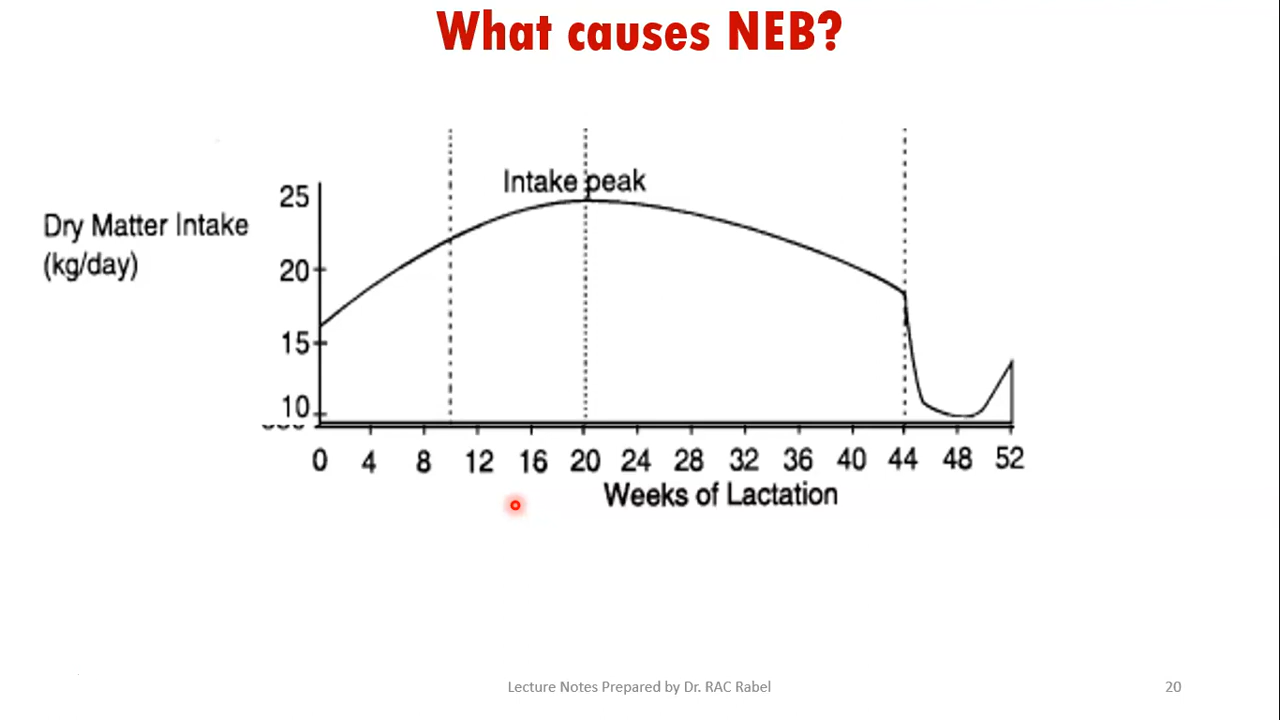 What causes NEB?
Intake peak
Dry Matter Intake
(kg/day)
25
20
15
10
0 4 8 12 16 20 24 28 32 36 40 44 48 52
Weeks of Lactation
Lecture Notes Prepared by Dr. RAC Rabel
20